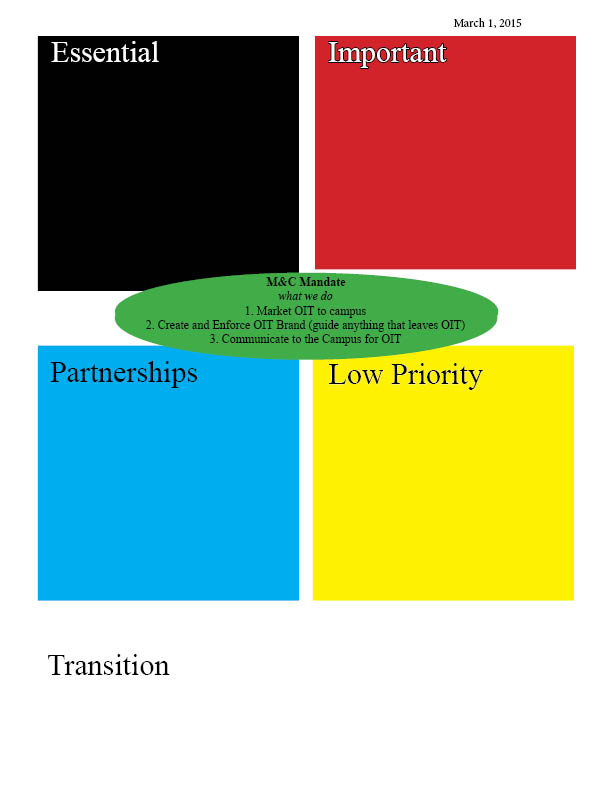 March 1, 2015
Essential
Important
M&C Mandate
what we do
1. Market OIT to campus
2. Create and Enforce OIT Brand (guide anything that leaves OIT)
3. Communicate to the Campus for OIT
Partnerships
Low Priority
Transition